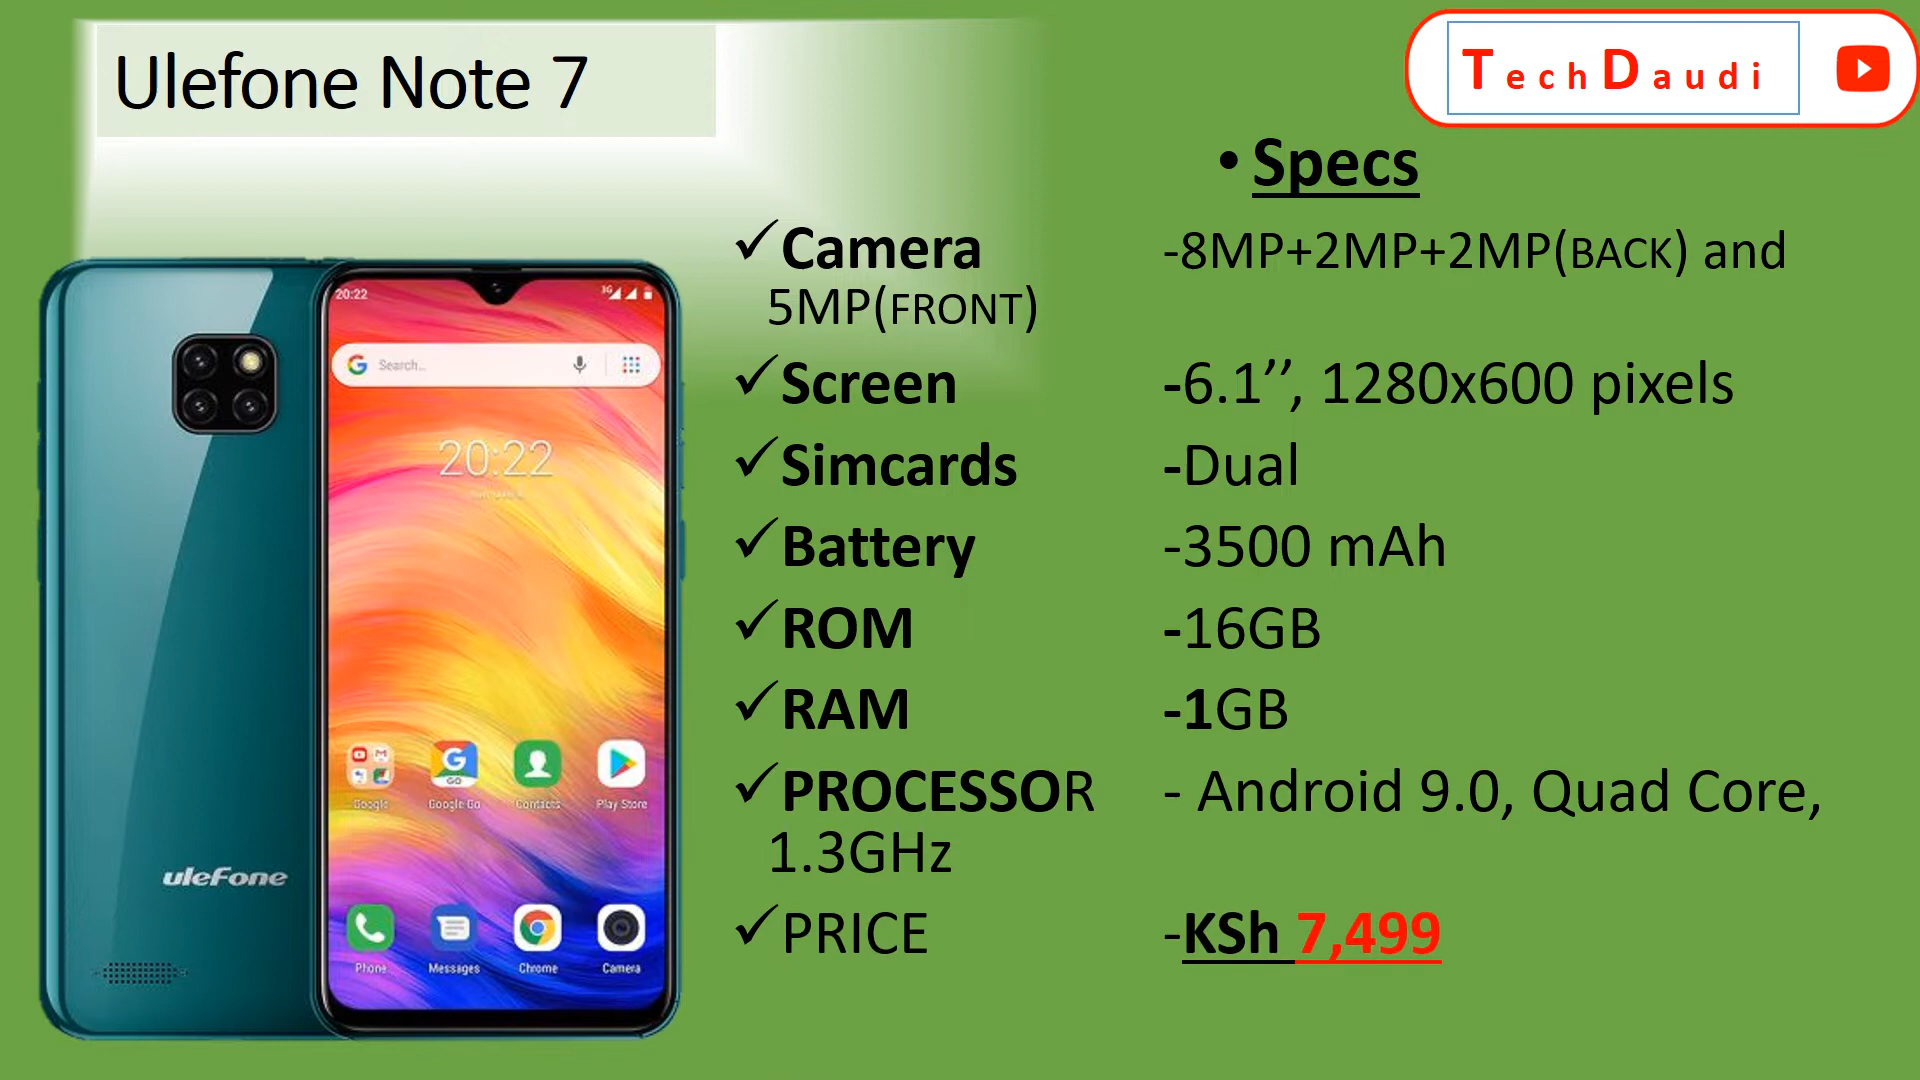 Ulefone Note 7
TechDaudi
• Specs
✓Camera -8MP+2MP+2MP(BACK) and
5MP(FRONT)
✓Screen -6.1’’, 1280x600 pixels
✓Simcards -Dual
✓Battery -3500 mAh
✓ROM -16GB
✓RAM -1GB
✓PROCESSOR - Android 9.0, Quad Core,
1.3GHz
✓PRICE -KSh 7,499
20:22 3G
G Search...
20:22
Google Google Go Contacts Play Store
Phone Messages Chrome Camera
uleFone